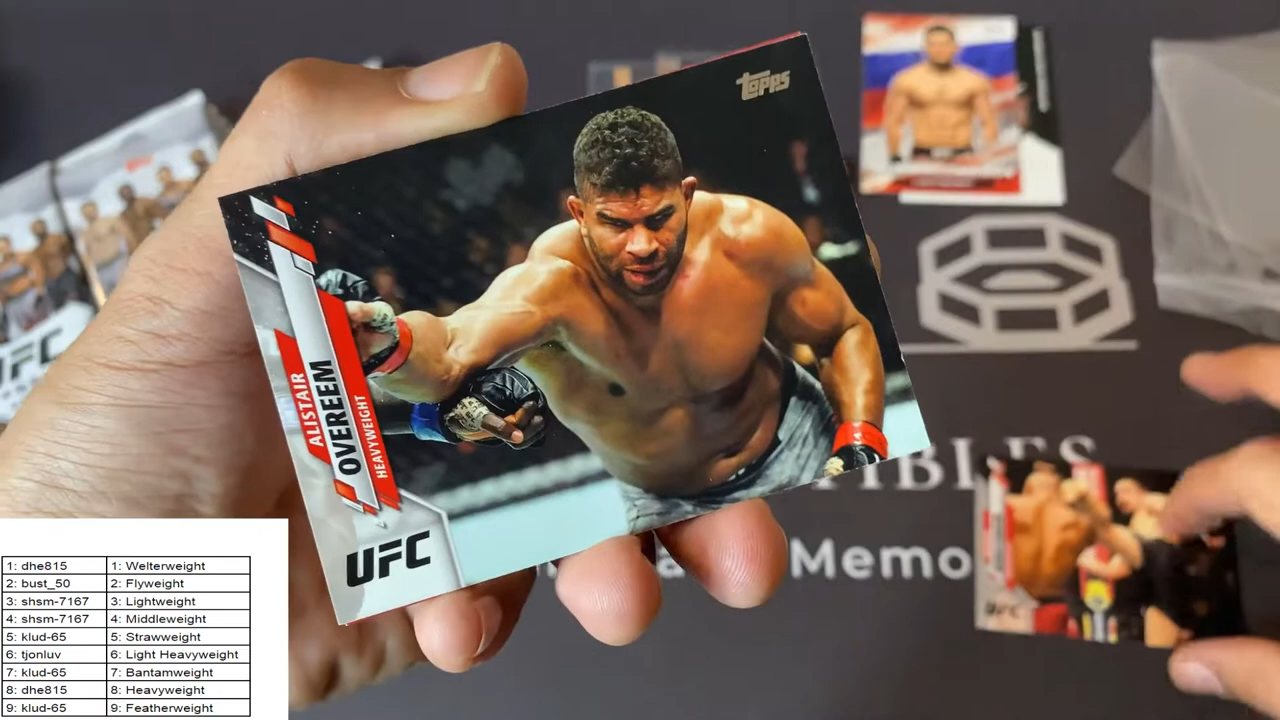 TOPPS
ALISTAIR
OVEREEM
HEAVYWEIGHT
UFC
UFC
UFC
1: dhe815 1: Welterweight
2: bust_50 2: Flyweight
3: shsm-7167 3: Lightweight
4: shsm-7167 4: Middleweight
5: klud-65 5: Strawweight
6: tjonluv 6: Light Heavyweight
7: klud-65 7: Bantamweight
8: dhe815 8: Heavyweight
9: klud-65 9: Featherweight